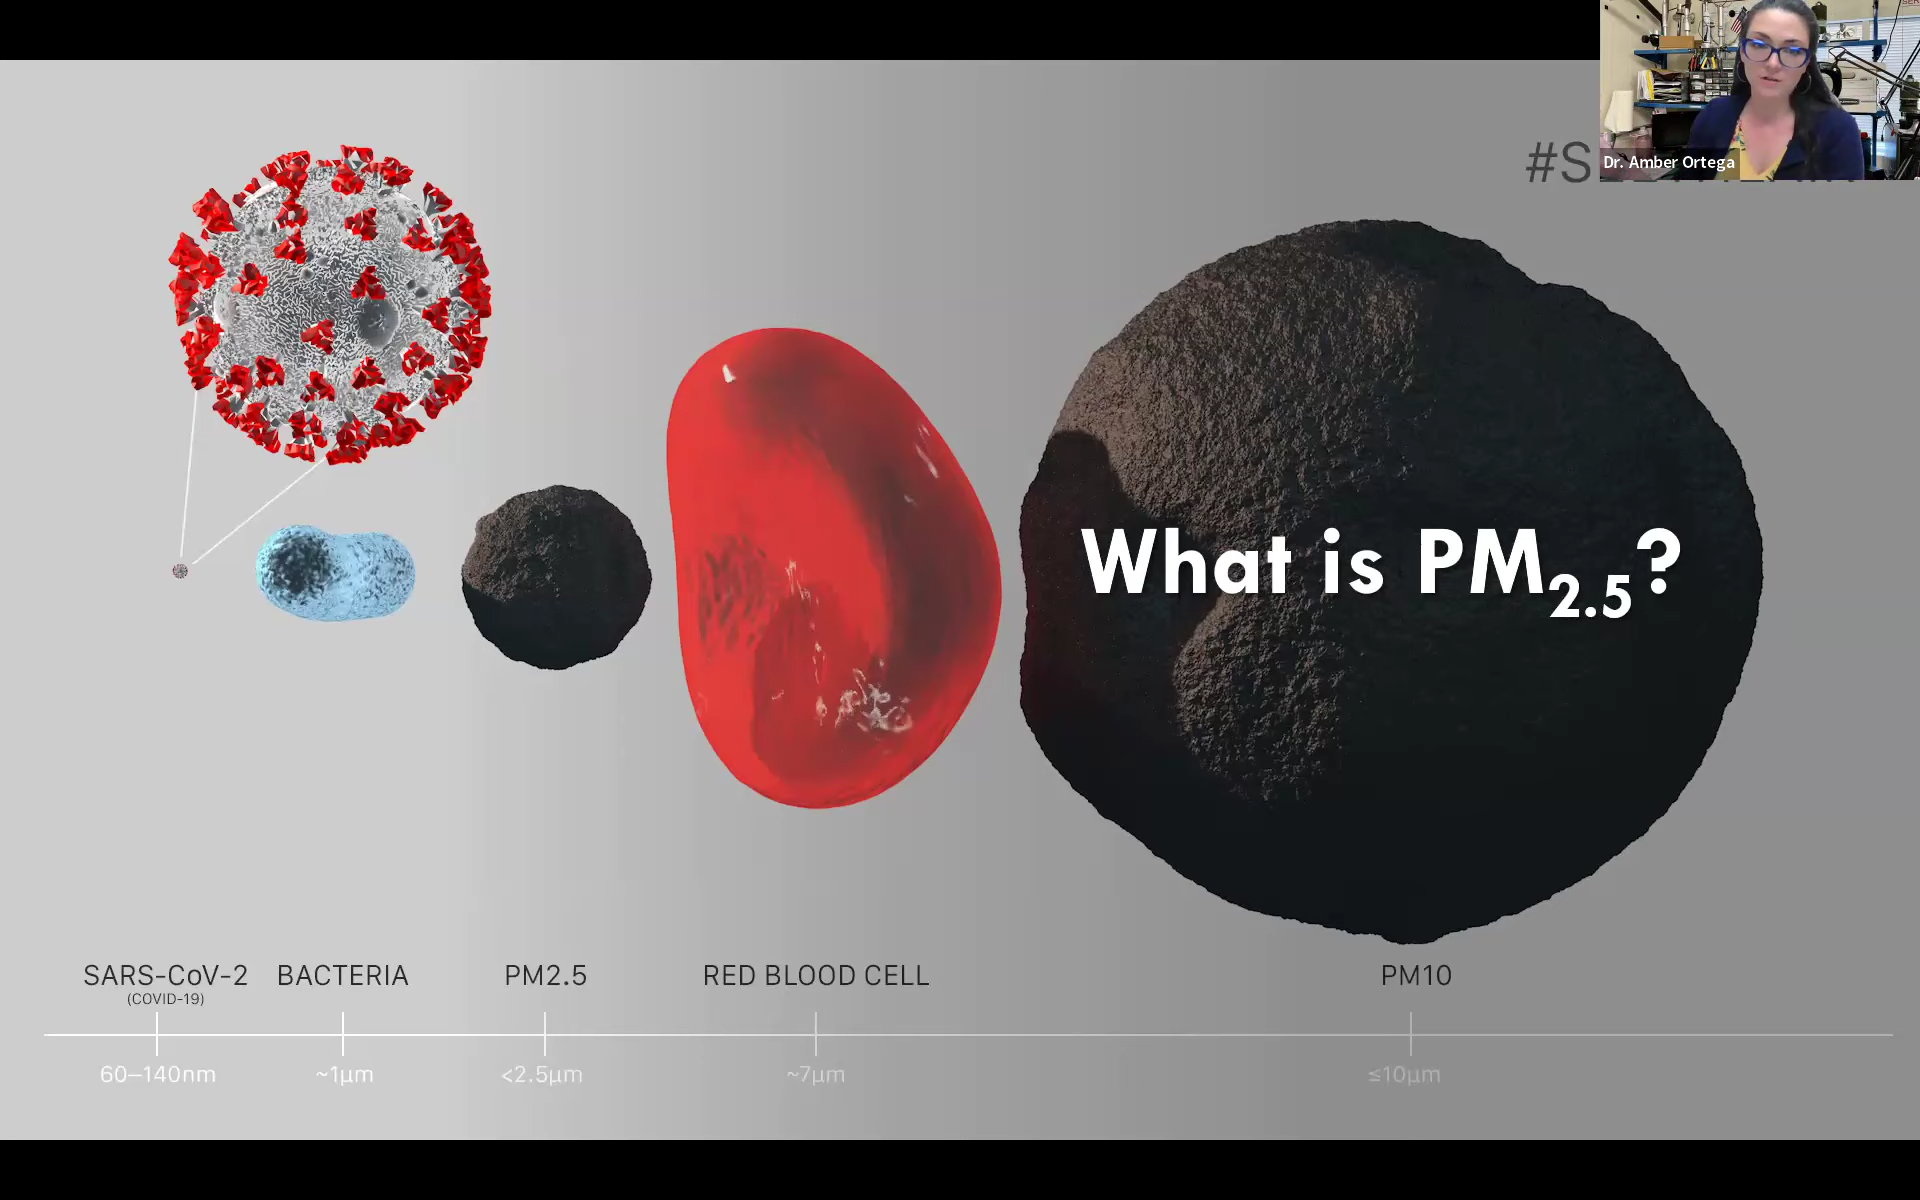 Dr. Amber Ortega
What is PM2.5?
SARS-CoV-2
(COVID-19)
BACTERIA
PM2.5
RED BLOOD CELL
PM10
60–140nm
~1µm
<2.5µm
~7µm
≤10µm